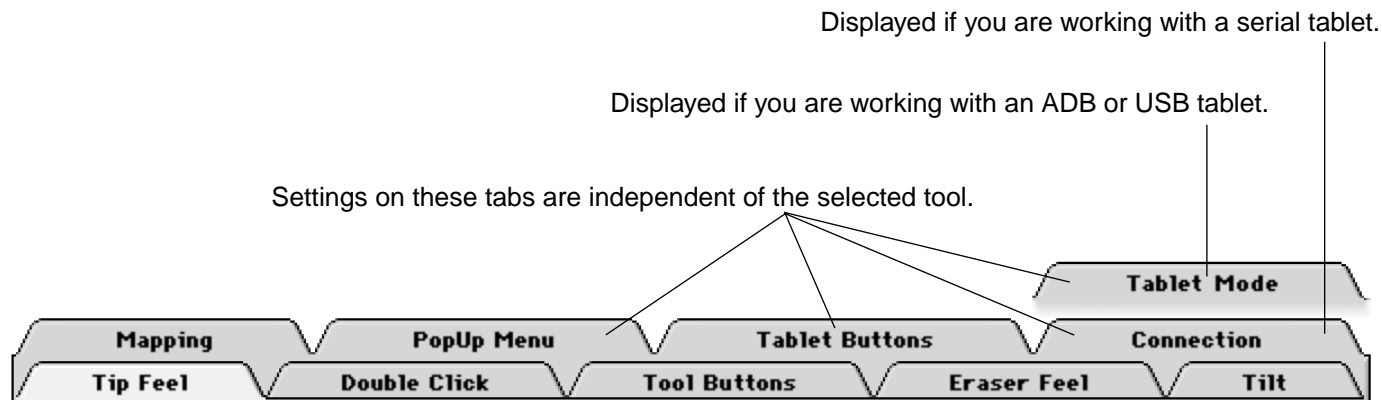 Displayed if you are working with a serial tablet.
Displayed if you are working with an ADB or USB tablet.
Settings on these tabs are independent of the selected tool.
Tablet Mode
Mapping PopUp Menu Tablet Buttons Connection
Tip Feel Double Click Tool Buttons Eraser Feel Tilt